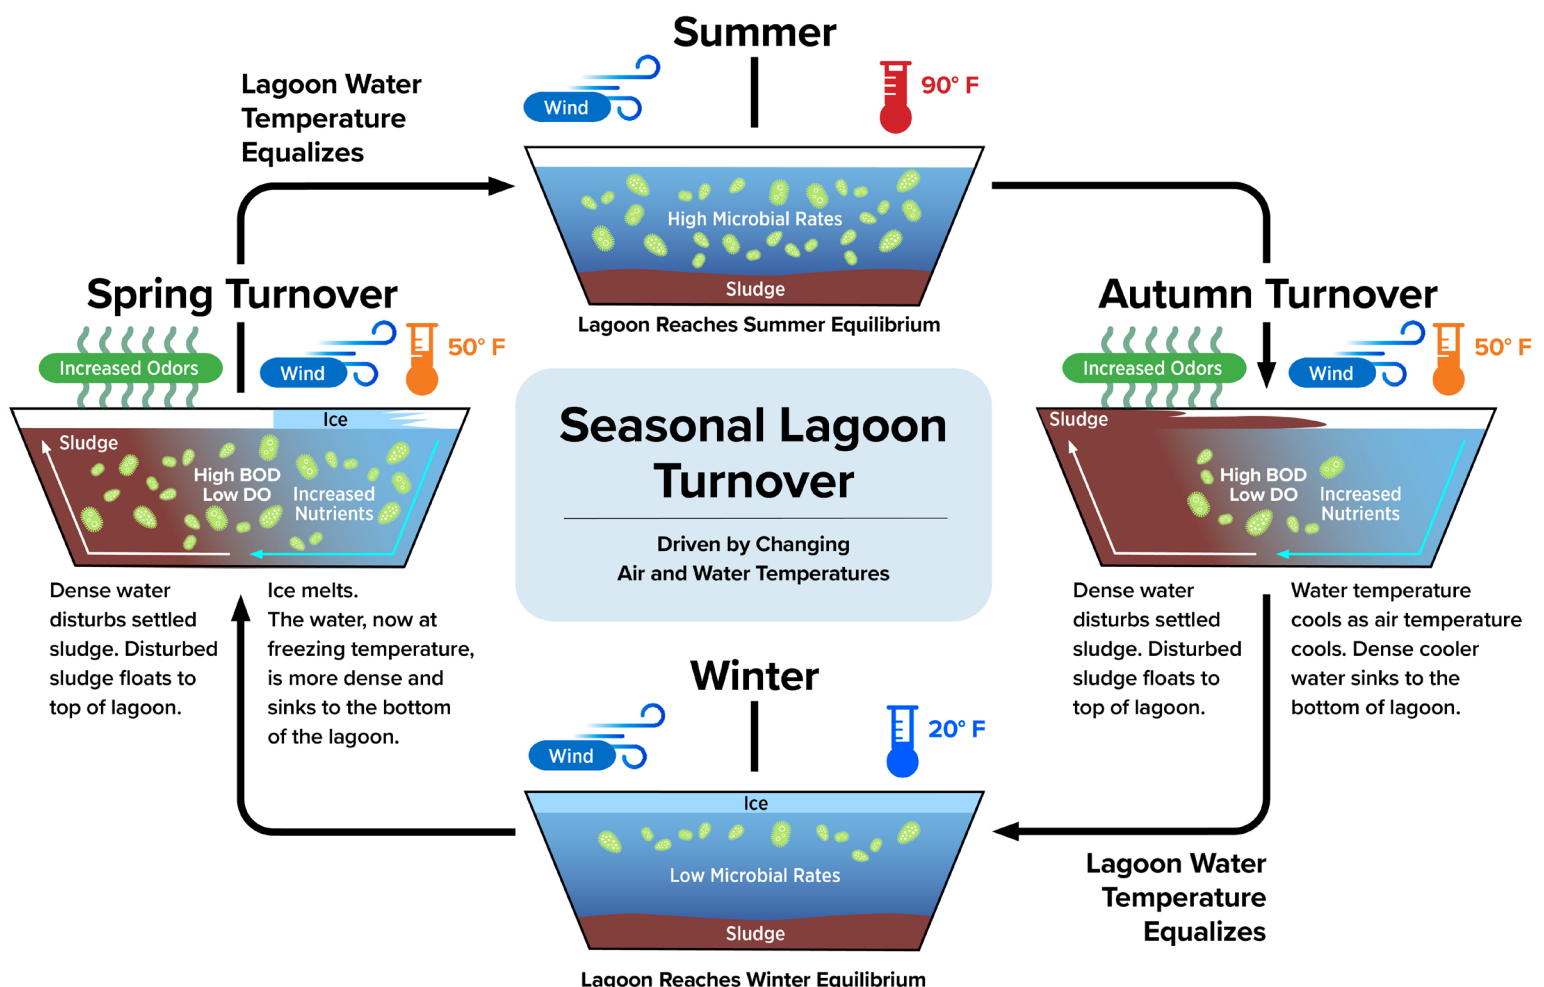 Summer
Wind
90° F
Lagoon Water
Temperature
Equalizes
High Microbial Rates
Sludge
Lagoon Reaches Summer Equilibrium
Spring Turnover
Increased Odors
Wind
50° F
Ice
Sludge
High BOD
Low DO
Increased
Nutrients
Dense water
disturbs settled
sludge. Disturbed
sludge floats to
top of lagoon.
Ice melts.
The water, now at
freezing temperature,
is more dense and
sinks to the bottom
of the lagoon.
Seasonal Lagoon
Turnover
Driven by Changing
Air and Water Temperatures
Autumn Turnover
Increased Odors
Wind
50° F
Sludge
High BOD
Low DO
Increased
Nutrients
Dense water
disturbs settled
sludge. Disturbed
sludge floats to
top of lagoon.
Water temperature
cools as air temperature
cools. Dense cooler
water sinks to the
bottom of lagoon.
Winter
Wind
20° F
Ice
Low Microbial Rates
Sludge
Lagoon Reaches Winter Equilibrium
Lagoon Water
Temperature
Equalizes